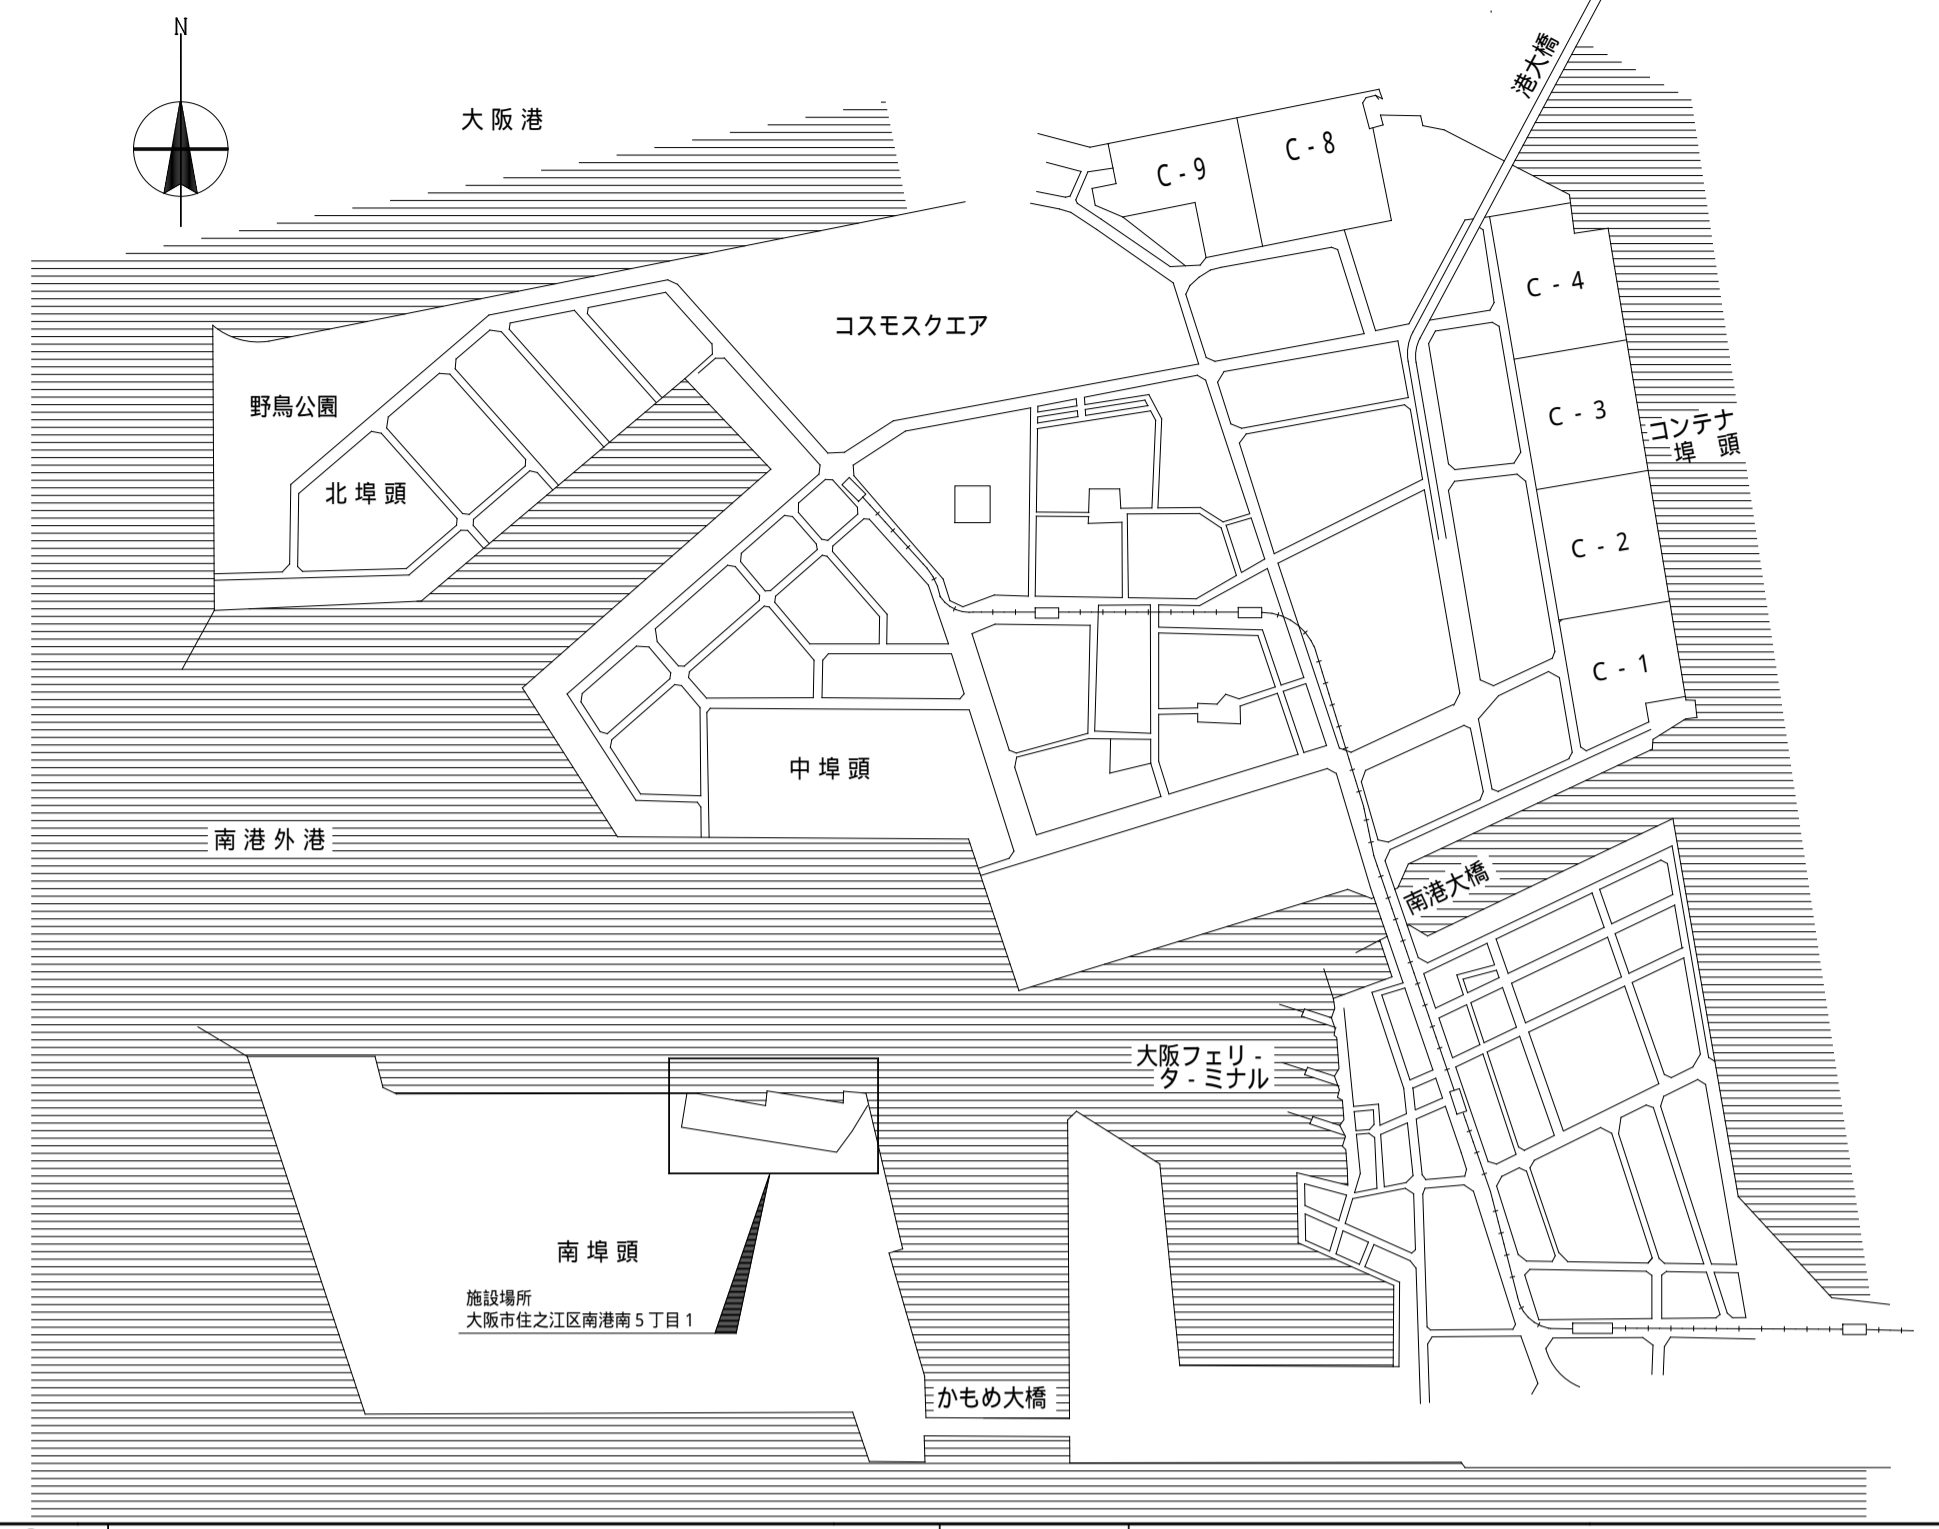 N
大阪港
港大橋
C - 9
C - 8
C - 4
コスモスクエア
野鳥公園
C - 3
コンテナ
埠 頭
北埠頭
C - 2
C - 1
中埠頭
南港外港
南港大橋
大阪フェリ -
タ - ミナル
南埠頭
施設場所
大阪市住之江区南港南5丁目1
かもめ大橋